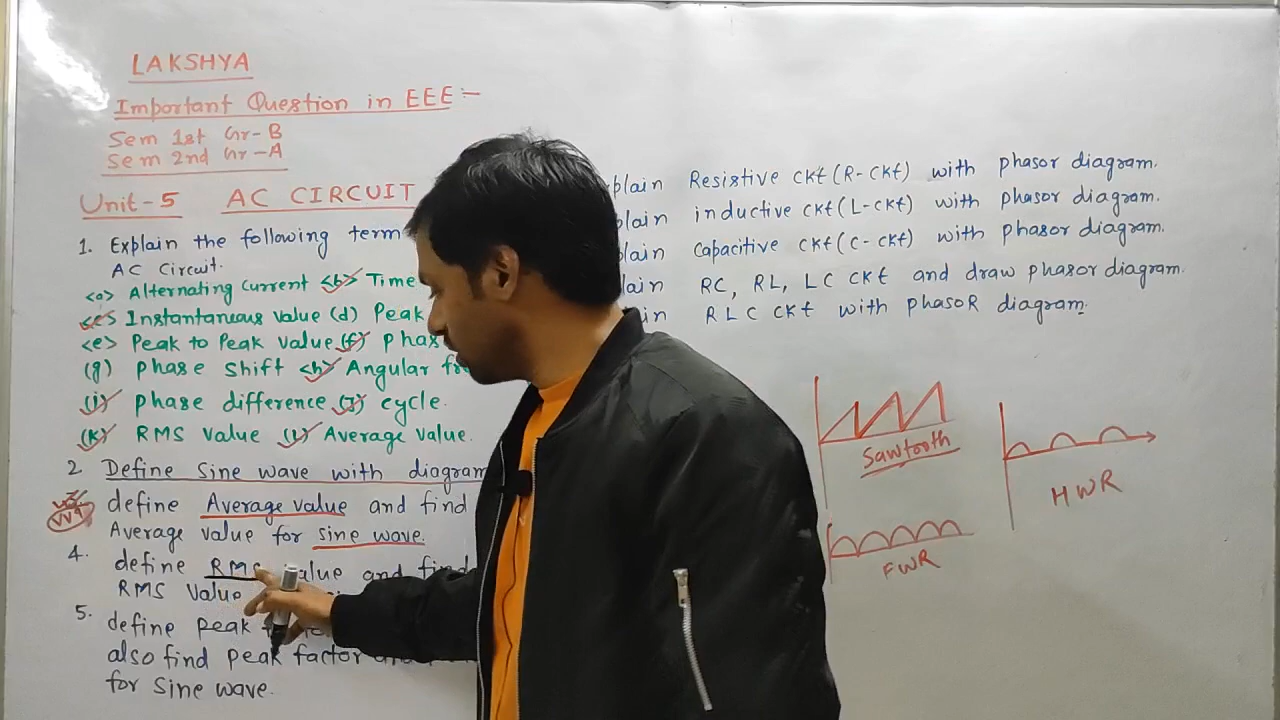 LAKSHYA
Important Question in EEE :-
Sem 1st Gr-B
Sem 2nd Gr-A
Unit-5 AC CIRCUIT
1. Explain the following term
AC Circuit.
<a> Alternating Current <b> Time
<c> Instantaneous value (d) Peak
<e> Peak to Peak value (f) phas
(g) phase shift <h> Angular
(i) phase difference (J) cycle.
(K) RMS value (l) Average value.
2 Define sine wave with diagram
VVI
define Average value and find
Average value for sine wave.
4. define RMS value and find
RMS value
5. define peak
also find peak factor
for sine wave.
plain Resistive ckt (R-ckt) with phasor diagram.
plain inductive ckt (L-ckt) with phasor diagram.
plain capacitive ckt (C-ckt) with phasor diagram.
lain RC, RL, LC ckt and draw phasor diagram.
in RLC ckt with phasoR diagram.
Sawtooth
HWR
FWR